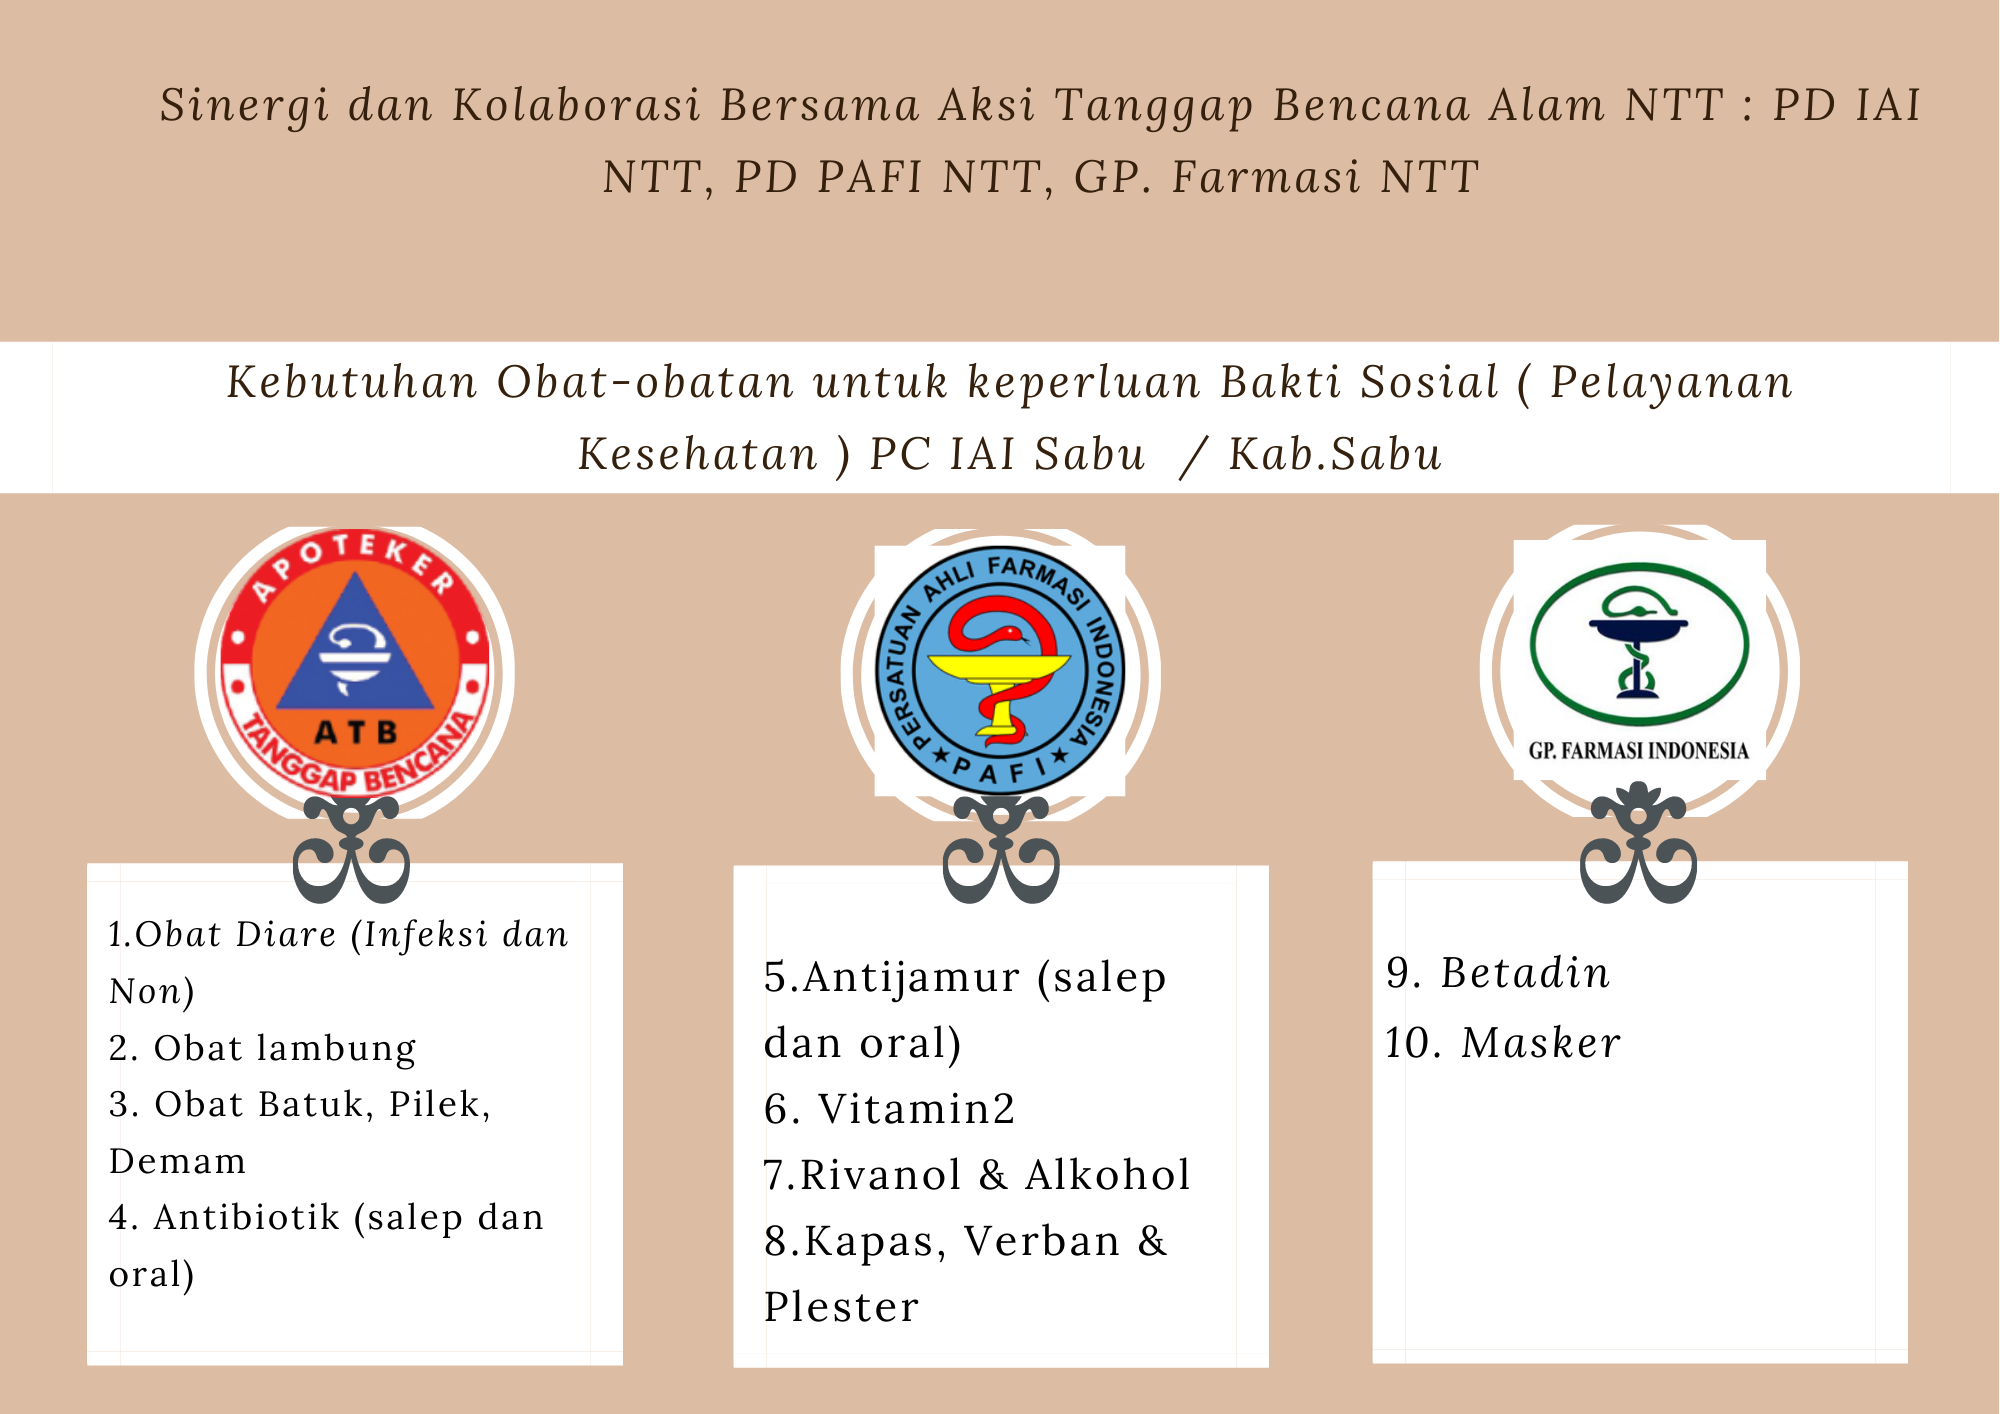 Sinergi dan Kolaborasi Bersama Aksi Tanggap Bencana Alam NTT : PD IAI
NTT, PD PAFI NTT, GP. Farmasi NTT
Kebutuhan Obat-obatan untuk keperluan Bakti Sosial ( Pelayanan
Kesehatan ) PC IAI Sabu / Kab.Sabu
APOTEKER
ATB
TANGGAP BENCANA
1.Obat Diare (Infeksi dan
Non)
2. Obat lambung
3. Obat Batuk, Pilek,
Demam
4. Antibiotik (salep dan
oral)
PERSATUAN AHLI FARMASI INDONESIA
PAFI
5.Antijamur (salep
dan oral)
6. Vitamin2
7.Rivanol & Alkohol
8.Kapas, Verban &
Plester
GP. FARMASI INDONESIA
9. Betadin
10. Masker